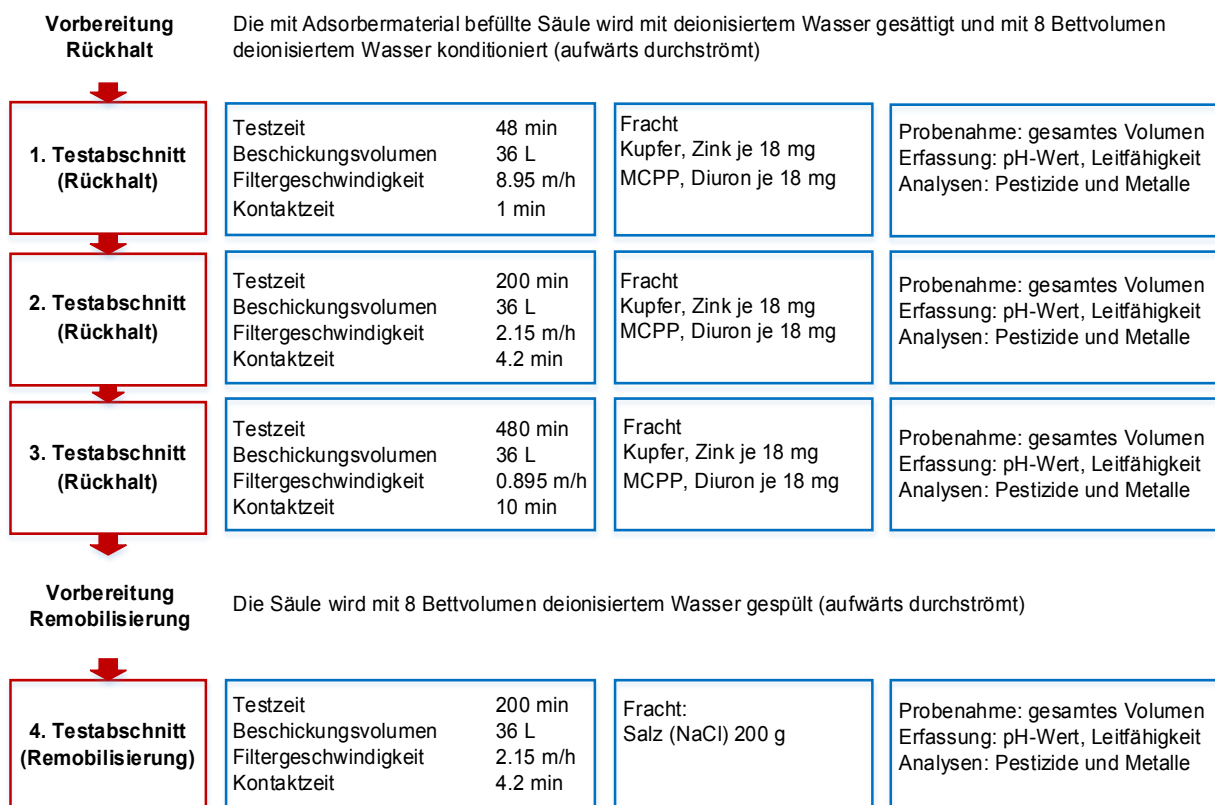 Vorbereitung
Rückhalt
Die mit Adsorbermaterial befüllte Säule wird mit deionisiertem Wasser gesättigt und mit 8 Bettvolumen
deionisiertem Wasser konditioniert (aufwärts durchströmt)
1. Testabschnitt
(Rückhalt)
Testzeit 48 min
Beschickungsvolumen 36 L
Filtergeschwindigkeit 8.95 m/h
Kontaktzeit 1 min
Fracht
Kupfer, Zink je 18 mg
MCPP, Diuron je 18 mg
Probenahme: gesamtes Volumen
Erfassung: pH-Wert, Leitfähigkeit
Analysen: Pestizide und Metalle
2. Testabschnitt
(Rückhalt)
Testzeit 200 min
Beschickungsvolumen 36 L
Filtergeschwindigkeit 2.15 m/h
Kontaktzeit 4.2 min
Fracht
Kupfer, Zink je 18 mg
MCPP, Diuron je 18 mg
Probenahme: gesamtes Volumen
Erfassung: pH-Wert, Leitfähigkeit
Analysen: Pestizide und Metalle
3. Testabschnitt
(Rückhalt)
Testzeit 480 min
Beschickungsvolumen 36 L
Filtergeschwindigkeit 0.895 m/h
Kontaktzeit 10 min
Fracht
Kupfer, Zink je 18 mg
MCPP, Diuron je 18 mg
Probenahme: gesamtes Volumen
Erfassung: pH-Wert, Leitfähigkeit
Analysen: Pestizide und Metalle
Vorbereitung
Remobilisierung
Die Säule wird mit 8 Bettvolumen deionisiertem Wasser gespült (aufwärts durchströmt)
4. Testabschnitt
(Remobilisierung)
Testzeit 200 min
Beschickungsvolumen 36 L
Filtergeschwindigkeit 2.15 m/h
Kontaktzeit 4.2 min
Fracht:
Salz (NaCl) 200 g
Probenahme: gesamtes Volumen
Erfassung: pH-Wert, Leitfähigkeit
Analysen: Pestizide und Metalle